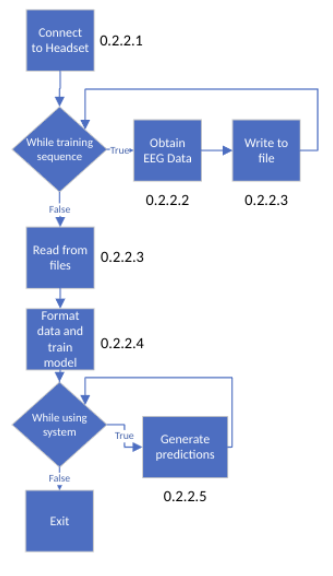 Connect
to Headset
0.2.2.1
While training
sequence
True
Obtain
EEG Data
Write to
file
0.2.2.2
0.2.2.3
False
Read from
files
0.2.2.3
Format
data and
train
model
0.2.2.4
While using
system
True
Generate
predictions
0.2.2.5
False
Exit